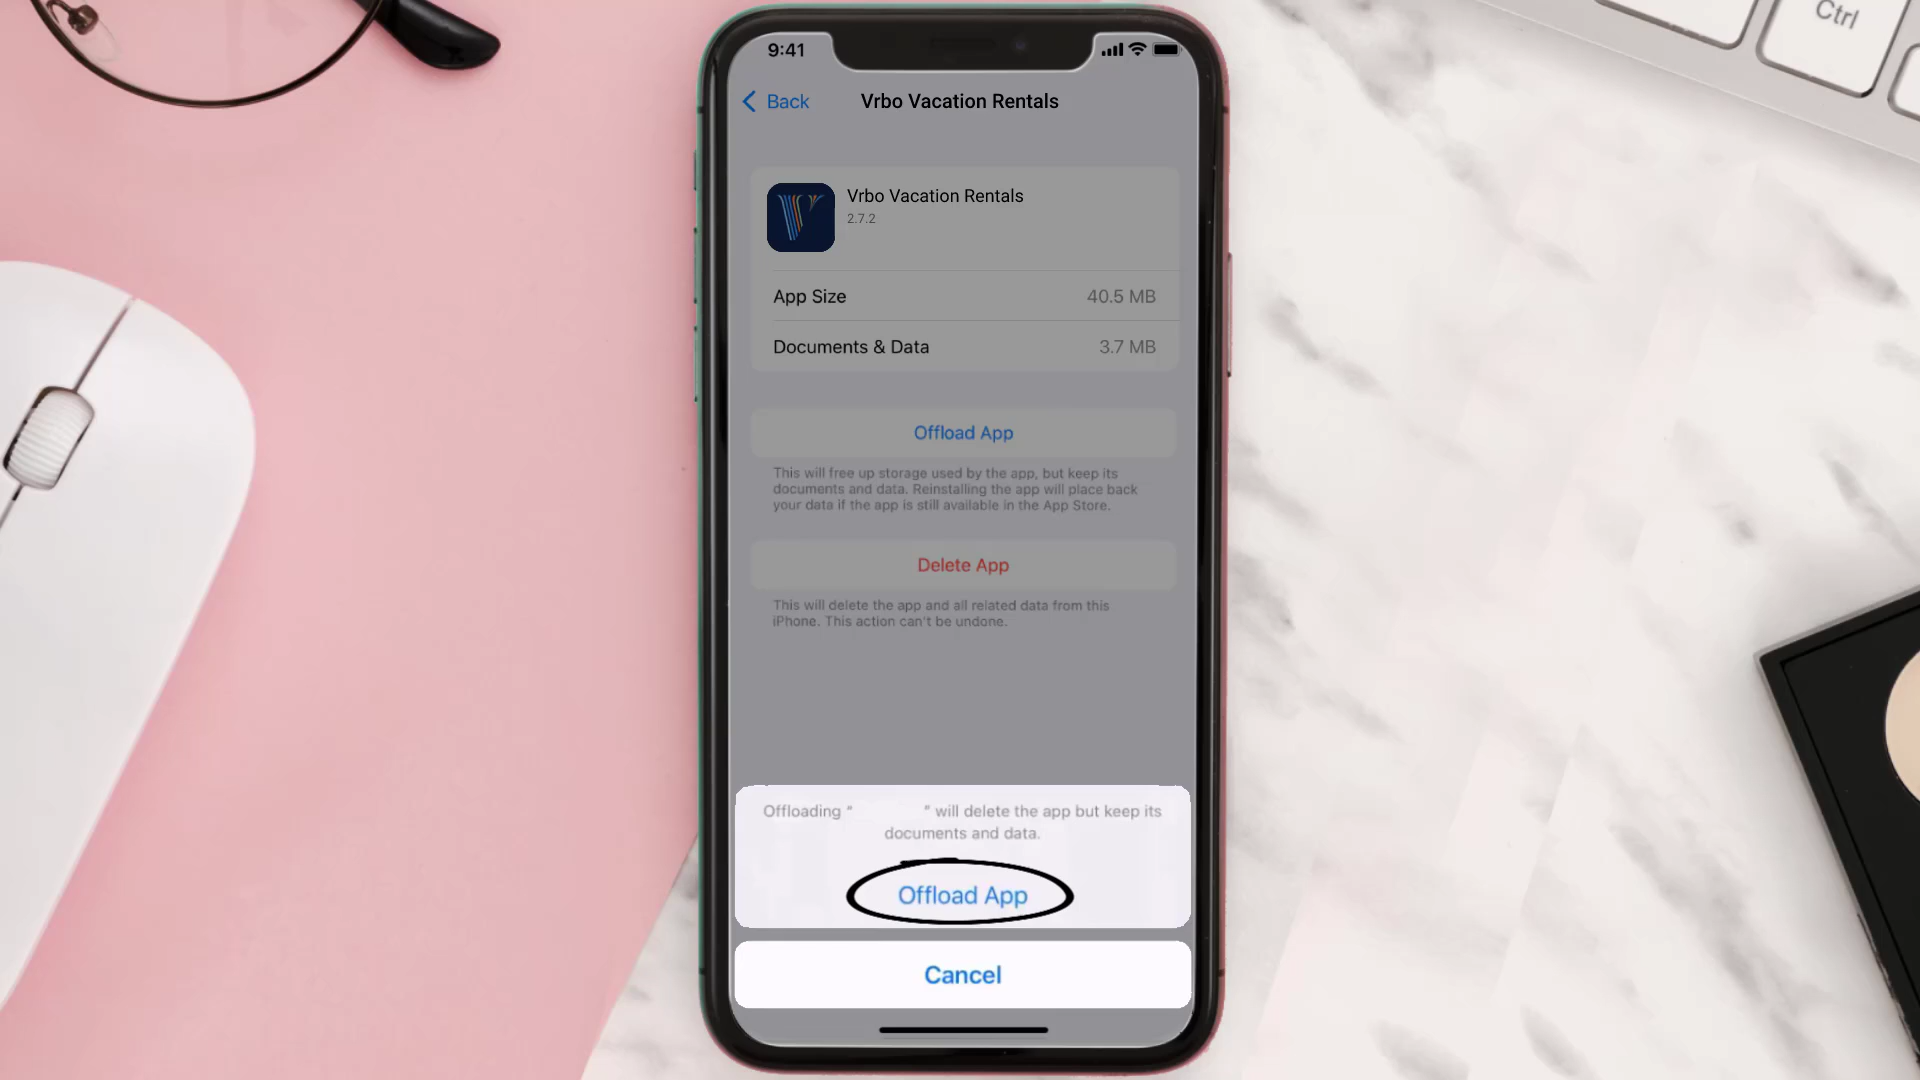 Ctrl
9:41
Back
Vrbo Vacation Rentals
Vrbo Vacation Rentals
2.7.2
App Size 40.5 MB
Documents & Data 3.7 MB
Offload App
This will free up storage used by the app, but keep its
documents and data. Reinstalling the app will place back
your data if the app is still available in the App Store.
Delete App
This will delete the app and all related data from this
iPhone. This action can't be undone.
Offloading “ ” will delete the app but keep its
documents and data.
Offload App
Cancel